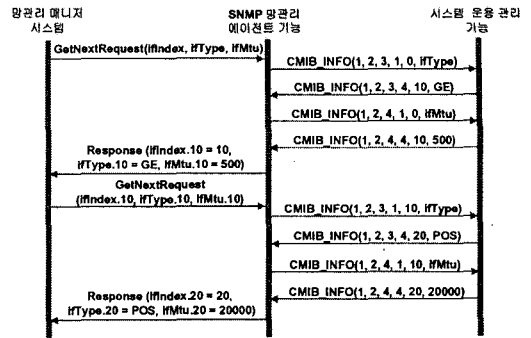 망관리 매니저
시스템
SNMP 망관리
에이전트 기능
시스템 운용 관리
기능
GetNextRequest(ifIndex, ifType, ifMtu)
CMIB_INFO(1, 2, 3, 1, 0, ifType)
CMIB_INFO(1, 2, 3, 4, 10, GE)
CMIB_INFO(1, 2, 4, 1, 0, ifMtu)
CMIB_INFO(1, 2, 4, 4, 10, 500)
Response (ifIndex.10 = 10,
ifType.10 = GE, ifMtu.10 = 500)
GetNextRequest
(ifIndex.10, ifType.10, ifMtu.10)
CMIB_INFO(1, 2, 3, 1, 10, ifType)
CMIB_INFO(1, 2, 3, 4, 20, POS)
CMIB_INFO(1, 2, 4, 1, 10, ifMtu)
CMIB_INFO(1, 2, 4, 4, 20, 20000)
Response (ifIndex.20 = 20,
ifType.20 = POS, ifMtu.20 = 20000)